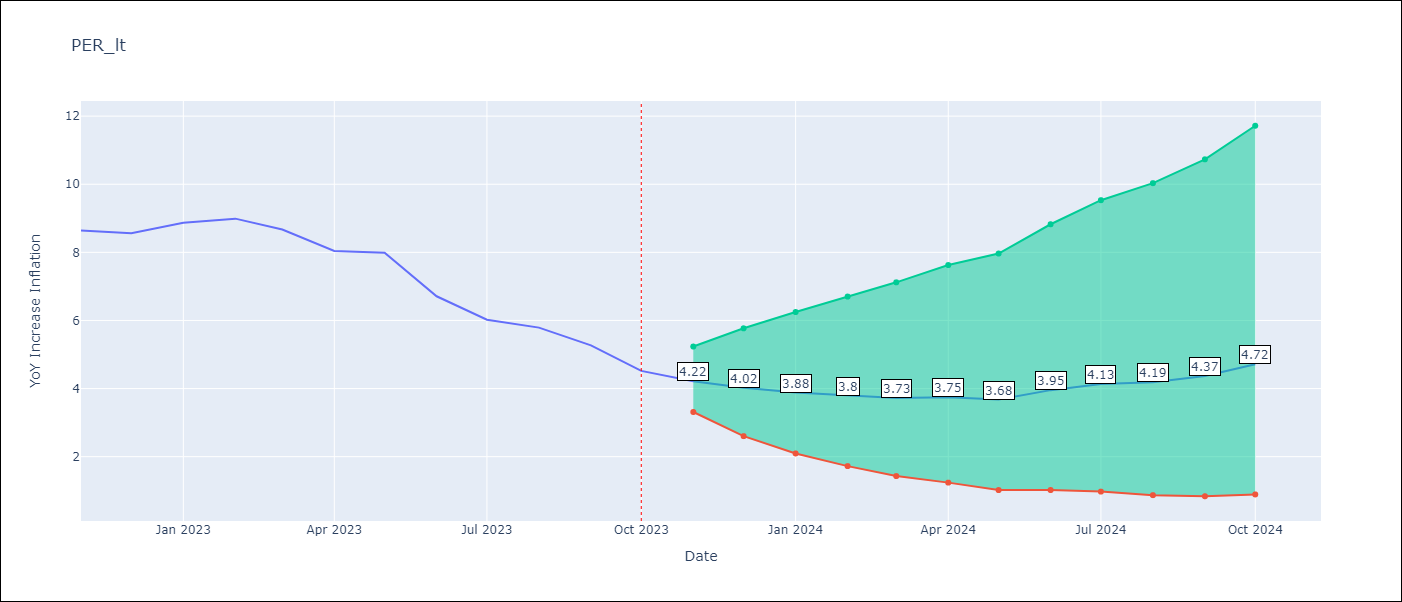 PER_lt
YoY Increase Inflation
12
10
8
6
4
2
4.22
4.02
3.88
3.8
3.73
3.75
3.68
3.95
4.13
4.19
4.37
4.72
Jan 2023
Apr 2023
Jul 2023
Oct 2023
Jan 2024
Apr 2024
Jul 2024
Oct 2024
Date